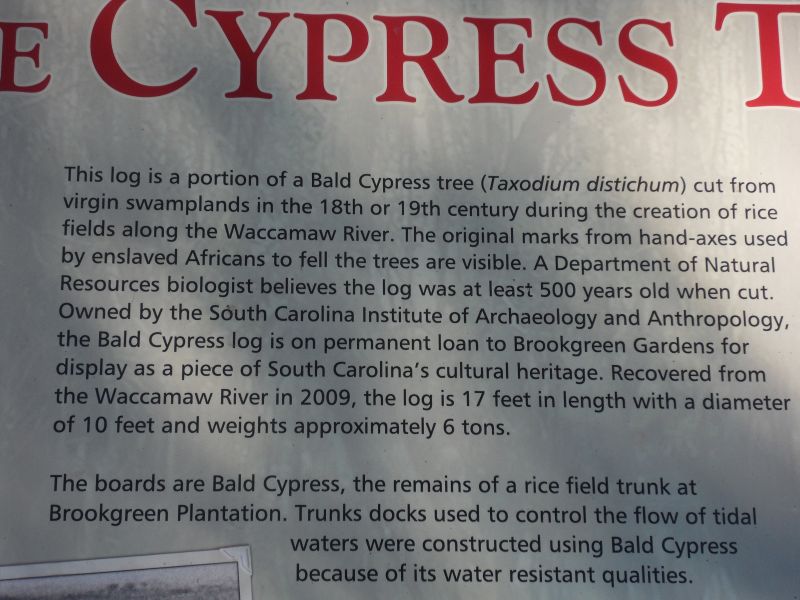 E CYPRESS T
This log is a portion of a Bald Cypress tree (Taxodium distichum) cut from
virgin swamplands in the 18th or 19th century during the creation of rice
fields along the Waccamaw River. The original marks from hand-axes used
by enslaved Africans to fell the trees are visible. A Department of Natural
Resources biologist believes the log was at least 500 years old when cut.
Owned by the South Carolina Institute of Archaeology and Anthropology,
the Bald Cypress log is on permanent loan to Brookgreen Gardens for
display as a piece of South Carolina's cultural heritage. Recovered from
the Waccamaw River in 2009, the log is 17 feet in length with a diameter
of 10 feet and weights approximately 6 tons.
The boards are Bald Cypress, the remains of a rice field trunk at
Brookgreen Plantation. Trunks docks used to control the flow of tidal
waters were constructed using Bald Cypress
because of its water resistant qualities.